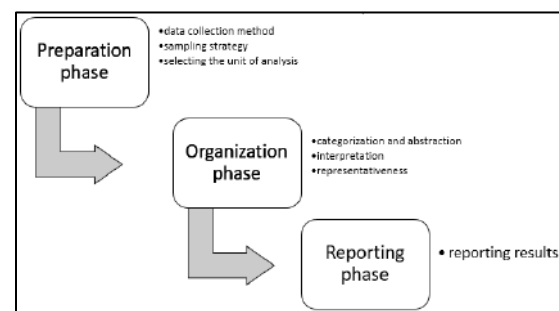 Preparation
phase
•data collection method
•sampling strategy
•selecting the unit of analysis
Organization
phase
•categorization and abstraction
•interpretation
•representativeness
Reporting
phase
• reporting results